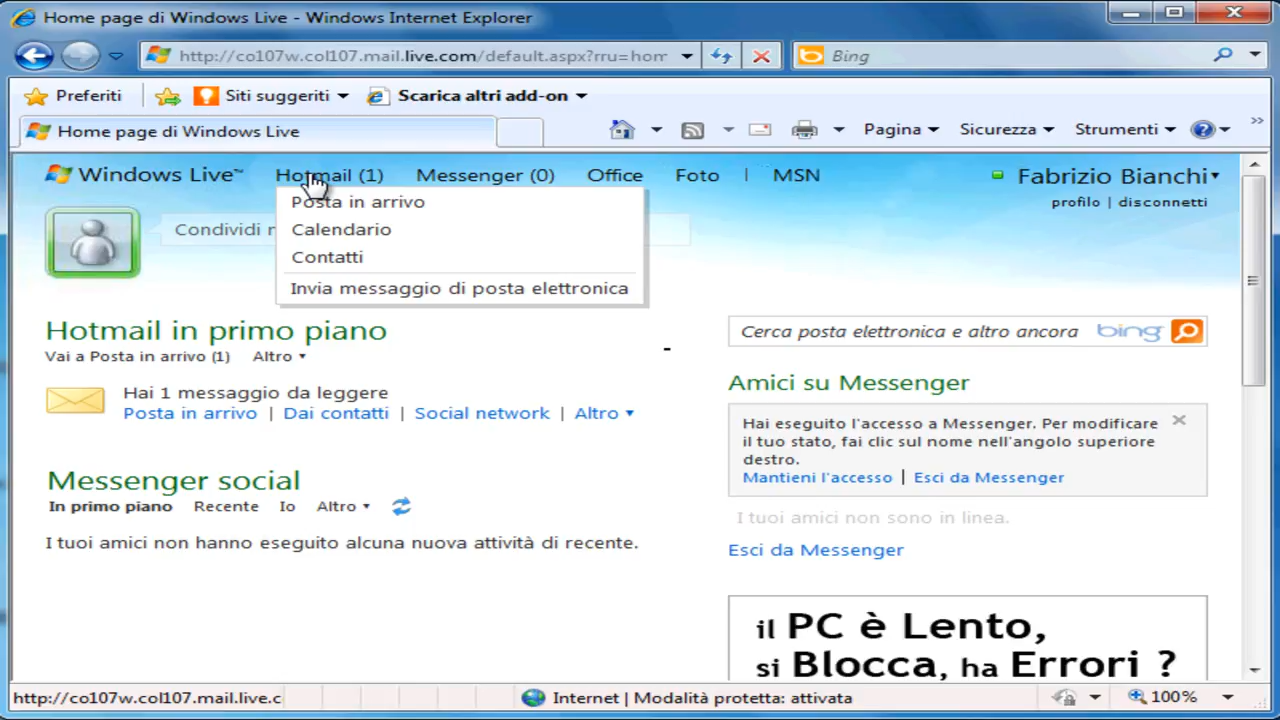 Home page di Windows Live - Windows Internet Explorer
http://co107w.col107.mail.live.com/default.aspx?rru=hom
Bing
Preferiti
Siti suggeriti
Scarica altri add-on
Home page di Windows Live
Pagina
Sicurezza
Strumenti
Windows Live™
Hotmail (1)
Messenger (0)
Office
Foto
MSN
Fabrizio Bianchi
profilo | disconnetti
Condividi
Posta in arrivo
Calendario
Contatti
Invia messaggio di posta elettronica
Hotmail in primo piano
Vai a Posta in arrivo (1) Altro
Hai 1 messaggio da leggere
Posta in arrivo | Dai contatti | Social network | Altro
Messenger social
In primo piano Recente Io Altro
I tuoi amici non hanno eseguito alcuna nuova attività di recente.
Cerca posta elettronica e altro ancora bing
Amici su Messenger
Hai eseguito l'accesso a Messenger. Per modificare
il tuo stato, fai clic sul nome nell'angolo superiore
destro.
Mantieni l'accesso | Esci da Messenger
I tuoi amici non sono in linea.
Esci da Messenger
il PC è Lento,
si Blocca, ha Errori ?
http://co107w.col107.mail.live.c
Internet | Modalità protetta: attivata
100%